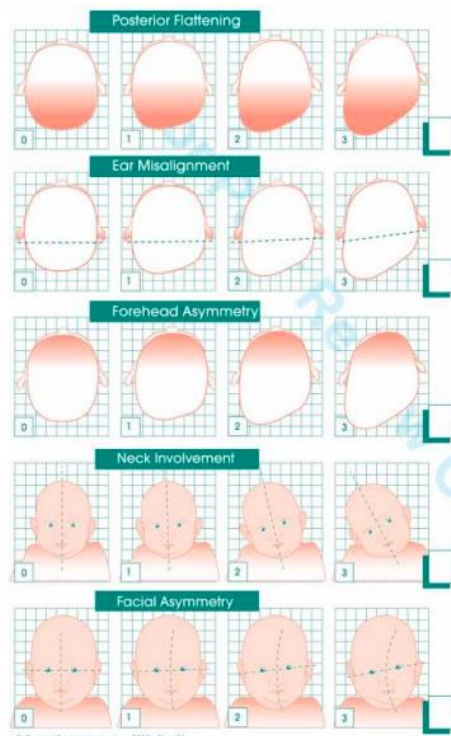 Posterior Flattening
0 1 2 3
Ear Misalignment
0 1 2 3
Forehead Asymmetry
0 1 2 3
Neck Involvement
0 1 2 3
Facial Asymmetry
0 1 2 3